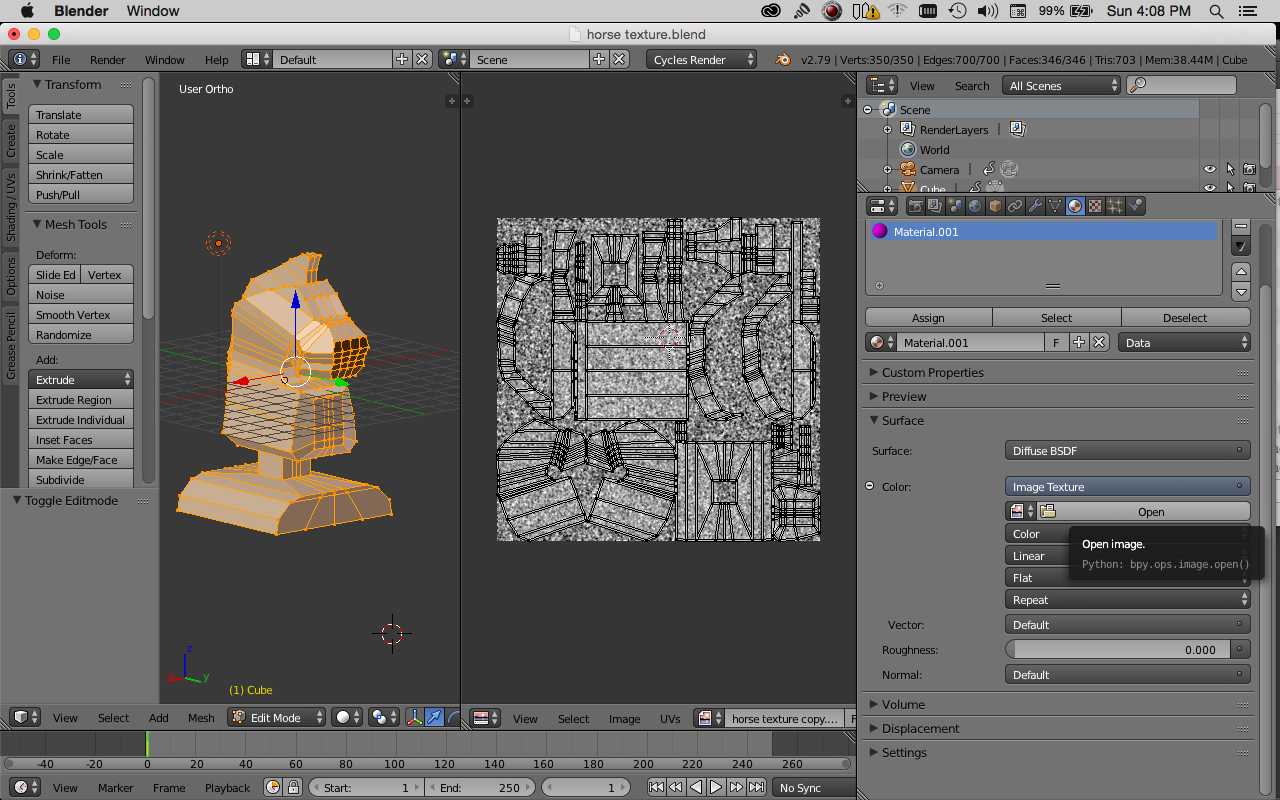 Blender Window 99% Sun 4:08 PM
horse texture.blend
File Render Window Help Default Scene Cycles Render v2.79 | Verts:350/350 | Edges:700/700 | Faces:346/346 | Tris:703 | Mem:38.44M | Cube
Tools
Create
Shading / UVs
Options
Grease Pencil
Transform
Translate
Rotate
Scale
Shrink/Fatten
Push/Pull
Mesh Tools
Deform:
Slide Ed Vertex
Noise
Smooth Vertex
Randomize
Add:
Extrude
Extrude Region
Extrude Individual
Inset Faces
Make Edge/Face
Subdivide
Toggle Editmode
User Ortho
z
x
y
(1) Cube
View Select Add Mesh Edit Mode
View Select Image UVs horse texture copy.... F
View Search All Scenes
Scene
RenderLayers
World
Camera
Cube
Material.001
Assign Select Deselect
Material.001 F Data
Custom Properties
Preview
Surface
Surface: Diffuse BSDF
Color: Image Texture
Open
Color
Linear
Flat
Repeat
Open image.
Python: bpy.ops.image.open()
Vector: Default
Roughness: 0.000
Normal: Default
Volume
Displacement
Settings
-40 -20 0 20 40 60 80 100 120 140 160 180 200 220 240 260
View Marker Frame Playback Start: 1 End: 250 1 No Sync